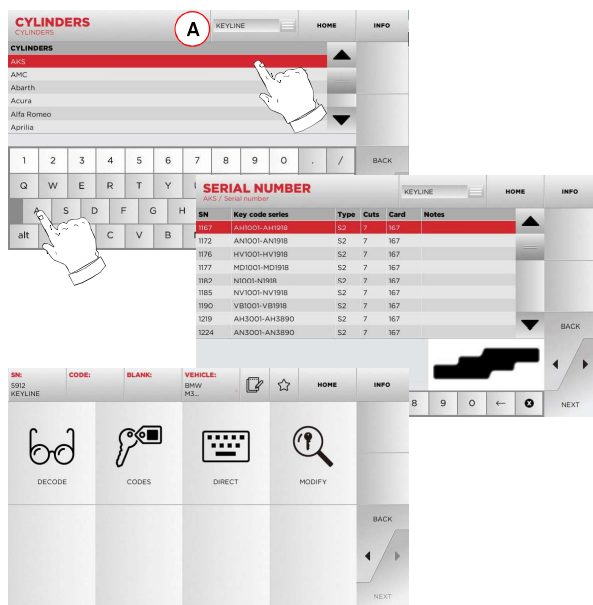 CYLINDERS
CYLINDERS
A
KEYLINE
HOME
INFO
CYLINDERS
AKS
AMC
Abarth
Acura
Alfa Romeo
Aprilia
1 2 3 4 5 6 7 8 9 0 . /
BACK
Q W E R T Y
A S D F G H
alt C V B
SERIAL NUMBER
AKS / Serial number
KEYLINE
HOME
INFO
SN Key code series Type Cuts Card Notes
1167 AH1001-AH1918 S2 7 167
1172 AN1001-AN1918 S2 7 167
1176 HV1001-HV1918 S2 7 167
1177 MD1001-MD1918 S2 7 167
1182 N1001-N1918 S2 7 167
1185 NV1001-NV1918 S2 7 167
1190 VB1001-VB1918 S2 7 167
1219 AH3001-AH3890 S2 7 167
1224 AN3001-AN3890 S2 7 167
BACK
8 9 0 ←
NEXT
SN:
S912
KEYLINE
CODE:
BLANK:
VEHICLE:
BMW
M3...
HOME
INFO
DECODE
CODES
DIRECT
MODIFY
BACK
NEXT